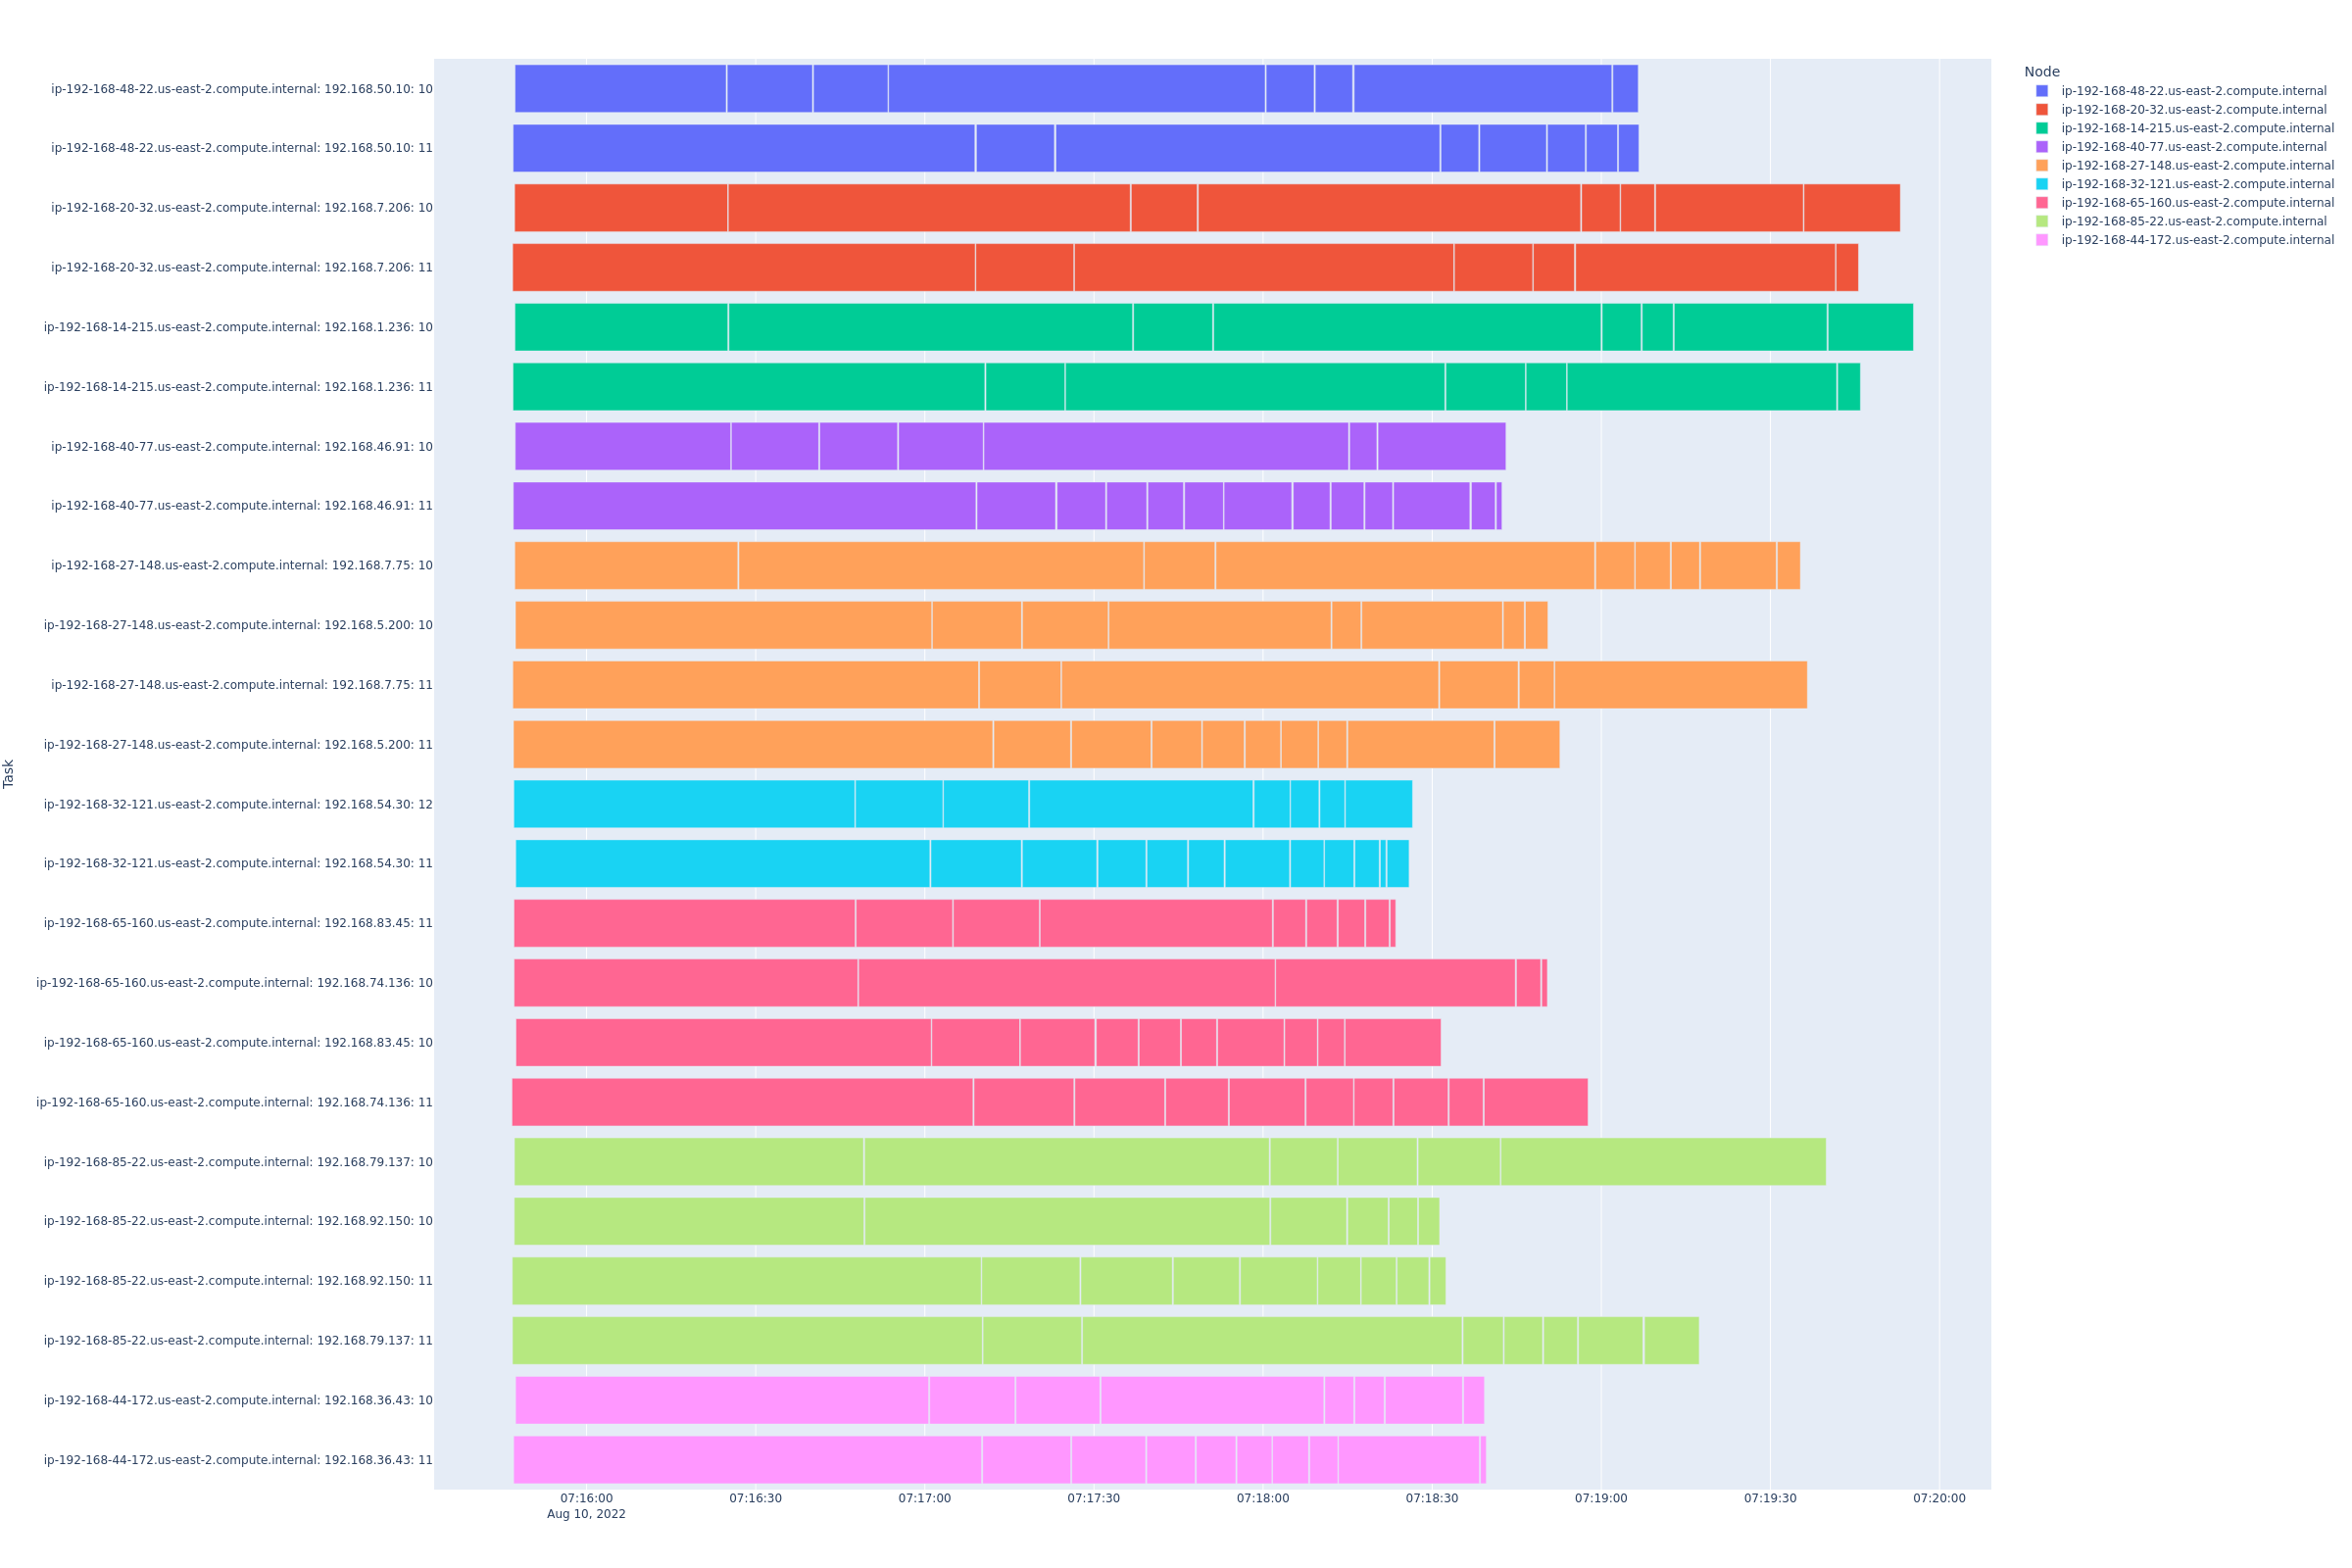 ip-192-168-48-22.us-east-2.compute.internal: 192.168.50.10: 10
ip-192-168-48-22.us-east-2.compute.internal: 192.168.50.10: 11
ip-192-168-20-32.us-east-2.compute.internal: 192.168.7.206: 10
ip-192-168-20-32.us-east-2.compute.internal: 192.168.7.206: 11
ip-192-168-14-215.us-east-2.compute.internal: 192.168.1.236: 10
ip-192-168-14-215.us-east-2.compute.internal: 192.168.1.236: 11
ip-192-168-40-77.us-east-2.compute.internal: 192.168.46.91: 10
ip-192-168-40-77.us-east-2.compute.internal: 192.168.46.91: 11
ip-192-168-27-148.us-east-2.compute.internal: 192.168.7.75: 10
ip-192-168-27-148.us-east-2.compute.internal: 192.168.5.200: 10
ip-192-168-27-148.us-east-2.compute.internal: 192.168.7.75: 11
ip-192-168-27-148.us-east-2.compute.internal: 192.168.5.200: 11
ip-192-168-32-121.us-east-2.compute.internal: 192.168.54.30: 12
ip-192-168-32-121.us-east-2.compute.internal: 192.168.54.30: 11
ip-192-168-65-160.us-east-2.compute.internal: 192.168.83.45: 11
ip-192-168-65-160.us-east-2.compute.internal: 192.168.74.136: 10
ip-192-168-65-160.us-east-2.compute.internal: 192.168.83.45: 10
ip-192-168-65-160.us-east-2.compute.internal: 192.168.74.136: 11
ip-192-168-85-22.us-east-2.compute.internal: 192.168.79.137: 10
ip-192-168-85-22.us-east-2.compute.internal: 192.168.92.150: 10
ip-192-168-85-22.us-east-2.compute.internal: 192.168.92.150: 11
ip-192-168-85-22.us-east-2.compute.internal: 192.168.79.137: 11
ip-192-168-44-172.us-east-2.compute.internal: 192.168.36.43: 10
ip-192-168-44-172.us-east-2.compute.internal: 192.168.36.43: 11
Task
07:16:00
Aug 10, 2022
07:16:30
07:17:00
07:17:30
07:18:00
07:18:30
07:19:00
07:19:30
07:20:00
Node
ip-192-168-48-22.us-east-2.compute.internal
ip-192-168-20-32.us-east-2.compute.internal
ip-192-168-14-215.us-east-2.compute.internal
ip-192-168-40-77.us-east-2.compute.internal
ip-192-168-27-148.us-east-2.compute.internal
ip-192-168-32-121.us-east-2.compute.internal
ip-192-168-65-160.us-east-2.compute.internal
ip-192-168-85-22.us-east-2.compute.internal
ip-192-168-44-172.us-east-2.compute.internal